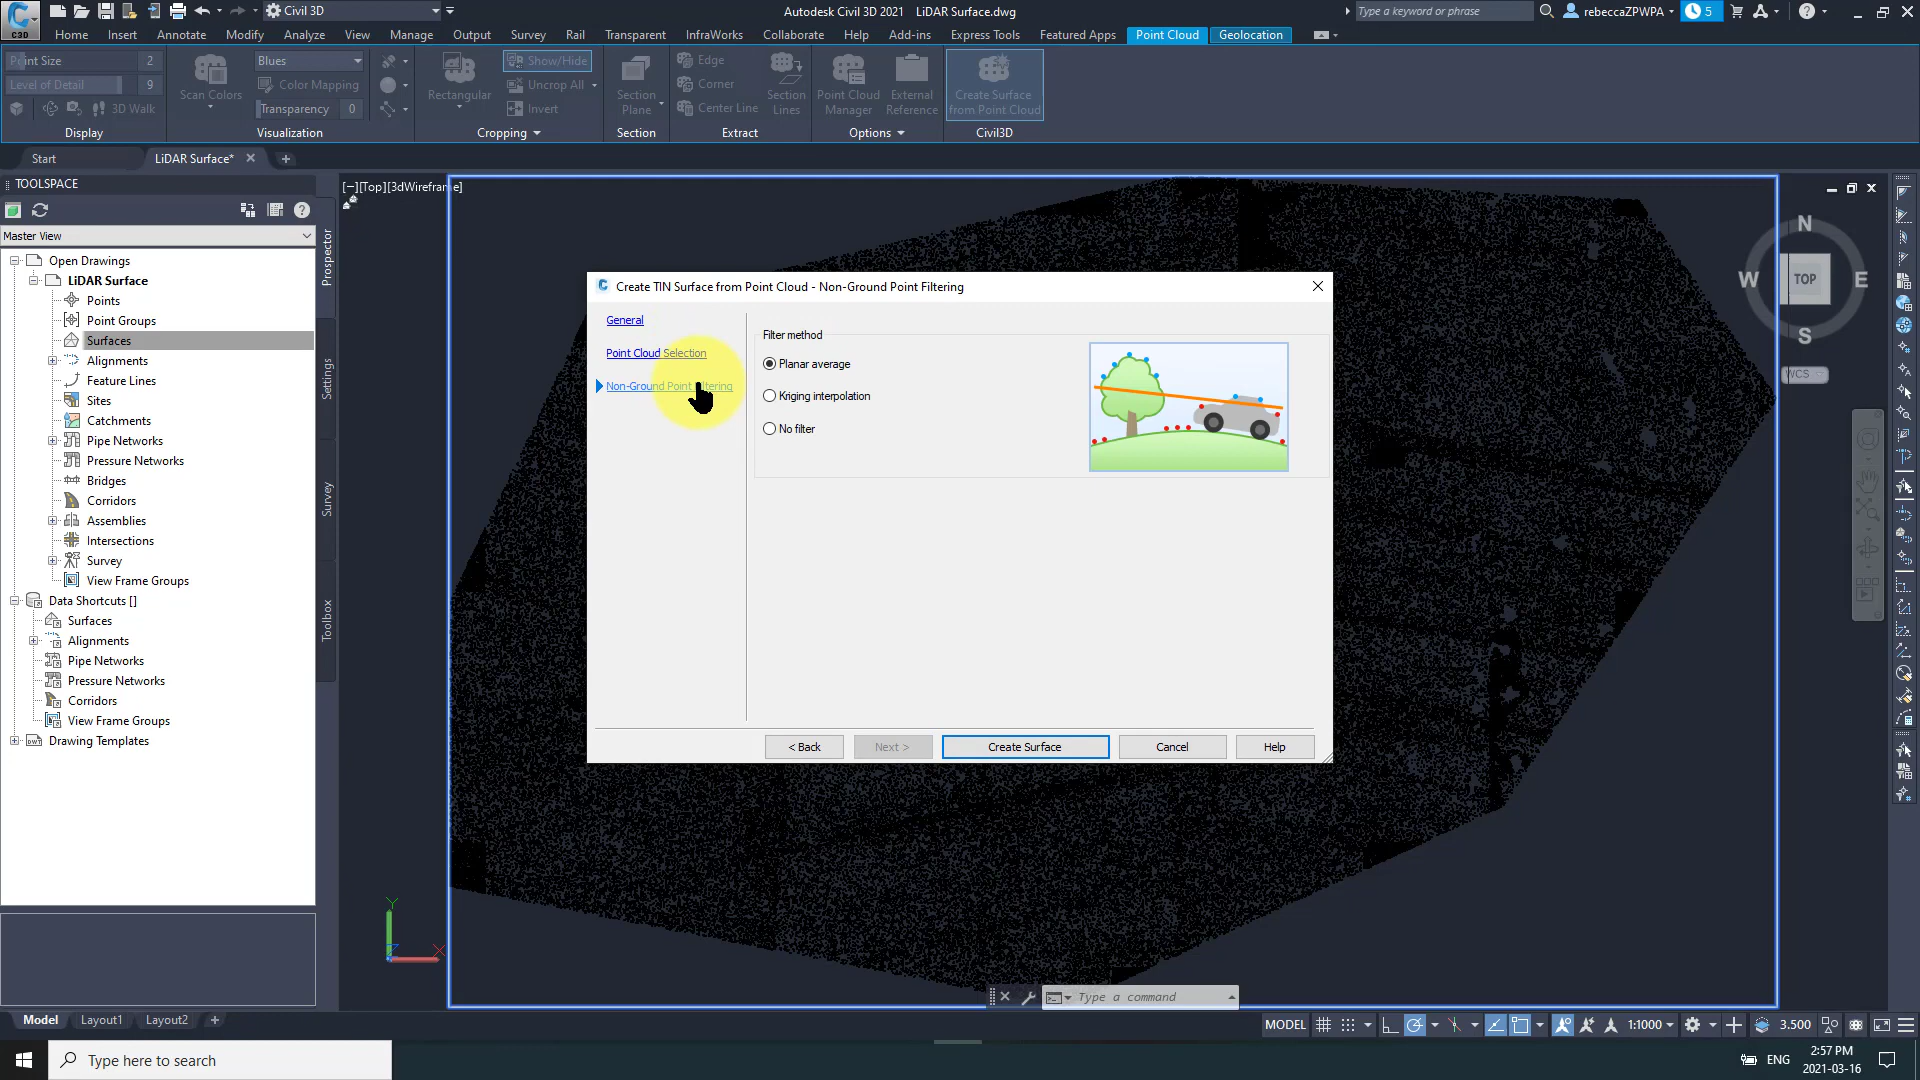 C3D
Civil 3D
Autodesk Civil 3D 2021 LiDAR Surface.dwg
Type a keyword or phrase
rebeccaZPWPA
5
Home Insert Annotate Modify Analyze View Manage Output Survey Rail Transparent InfraWorks Collaborate Help Add-ins Express Tools Featured Apps Point Cloud Geolocation
Point Size 2
Level of Detail 9
3D Walk
Display
Scan Colors
Blues
Color Mapping
Transparency 0
Visualization
Rectangular
Show/Hide
Uncrop All
Invert
Cropping
Section
Plane
Section
Edge
Corner
Center Line
Section
Lines
Extract
Point Cloud
Manager
External
Reference
Options
Create Surface
from Point Cloud
Civil3D
Start
LiDAR Surface*
TOOLSPACE
Master View
Open Drawings
LiDAR Surface
Points
Point Groups
Surfaces
Alignments
Feature Lines
Sites
Catchments
Pipe Networks
Pressure Networks
Bridges
Corridors
Assemblies
Intersections
Survey
View Frame Groups
Data Shortcuts []
Surfaces
Alignments
Pipe Networks
Pressure Networks
Corridors
View Frame Groups
Drawing Templates
Prospector
Settings
Survey
Toolbox
[−][Top][3dWireframe]
N
W
TOP
E
S
WCS
Create TIN Surface from Point Cloud - Non-Ground Point Filtering
General
Point Cloud Selection
Non-Ground Point Filtering
Filter method
Planar average
Kriging interpolation
No filter
< Back
Next >
Create Surface
Cancel
Help
Y
X
Type a command
Model Layout1 Layout2
MODEL
1:1000
3.500
Type here to search
ENG
2:57 PM
2021-03-16